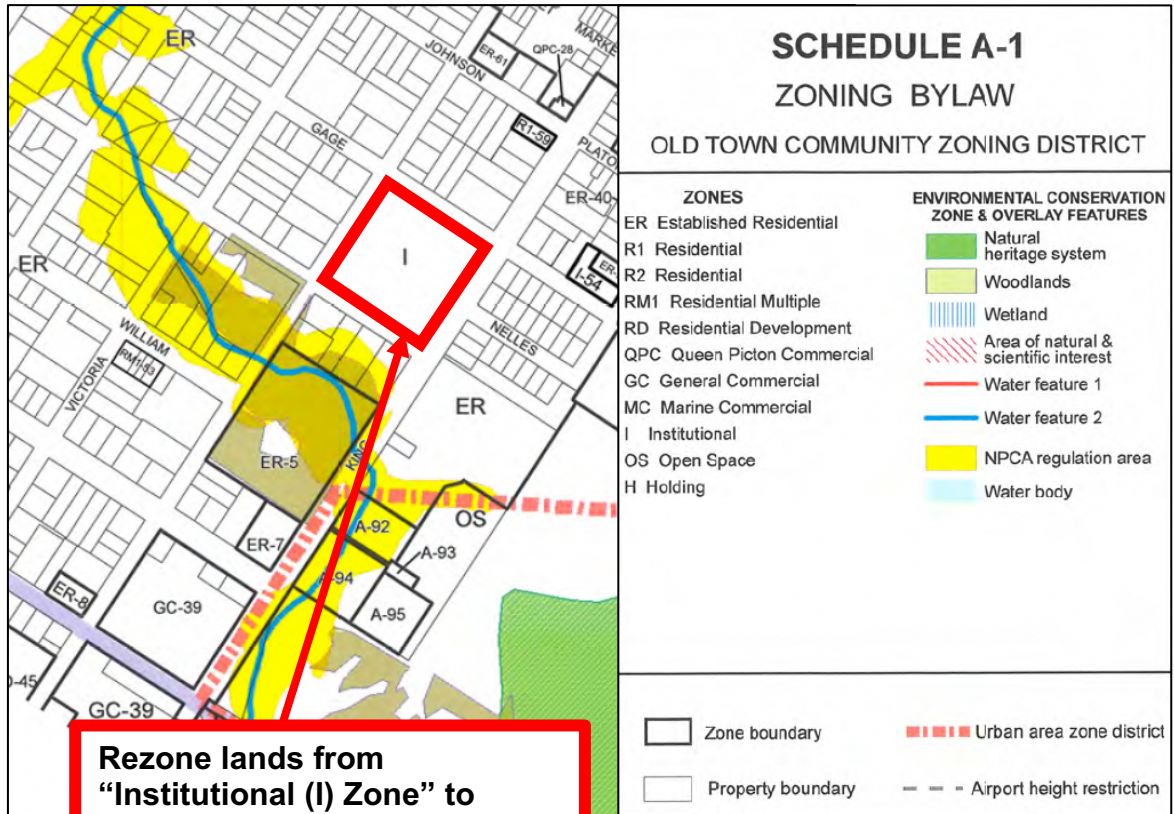 ER
MARKE
JOHNSON
ER-61
QPC-28
GAGE
R1-59
PLATO
ER-40
I
ER
I-54
ER-
NELLES
WILLIAM
RM1-53
VICTORIA
ER
ER-5
KING
OS
A-92
A-93
ER-7
A-94
A-95
ER-8
GC-39
-45
GC-39
Rezone lands from
“Institutional (I) Zone” to
SCHEDULE A-1
ZONING BYLAW
OLD TOWN COMMUNITY ZONING DISTRICT
ZONES
ER Established Residential
R1 Residential
R2 Residential
RM1 Residential Multiple
RD Residential Development
QPC Queen Picton Commercial
GC General Commercial
MC Marine Commercial
I Institutional
OS Open Space
H Holding
ENVIRONMENTAL CONSERVATION
ZONE & OVERLAY FEATURES
Natural
heritage system
Woodlands
Wetland
Area of natural &
scientific interest
Water feature 1
Water feature 2
NPCA regulation area
Water body
Zone boundary
Urban area zone district
Property boundary
Airport height restriction